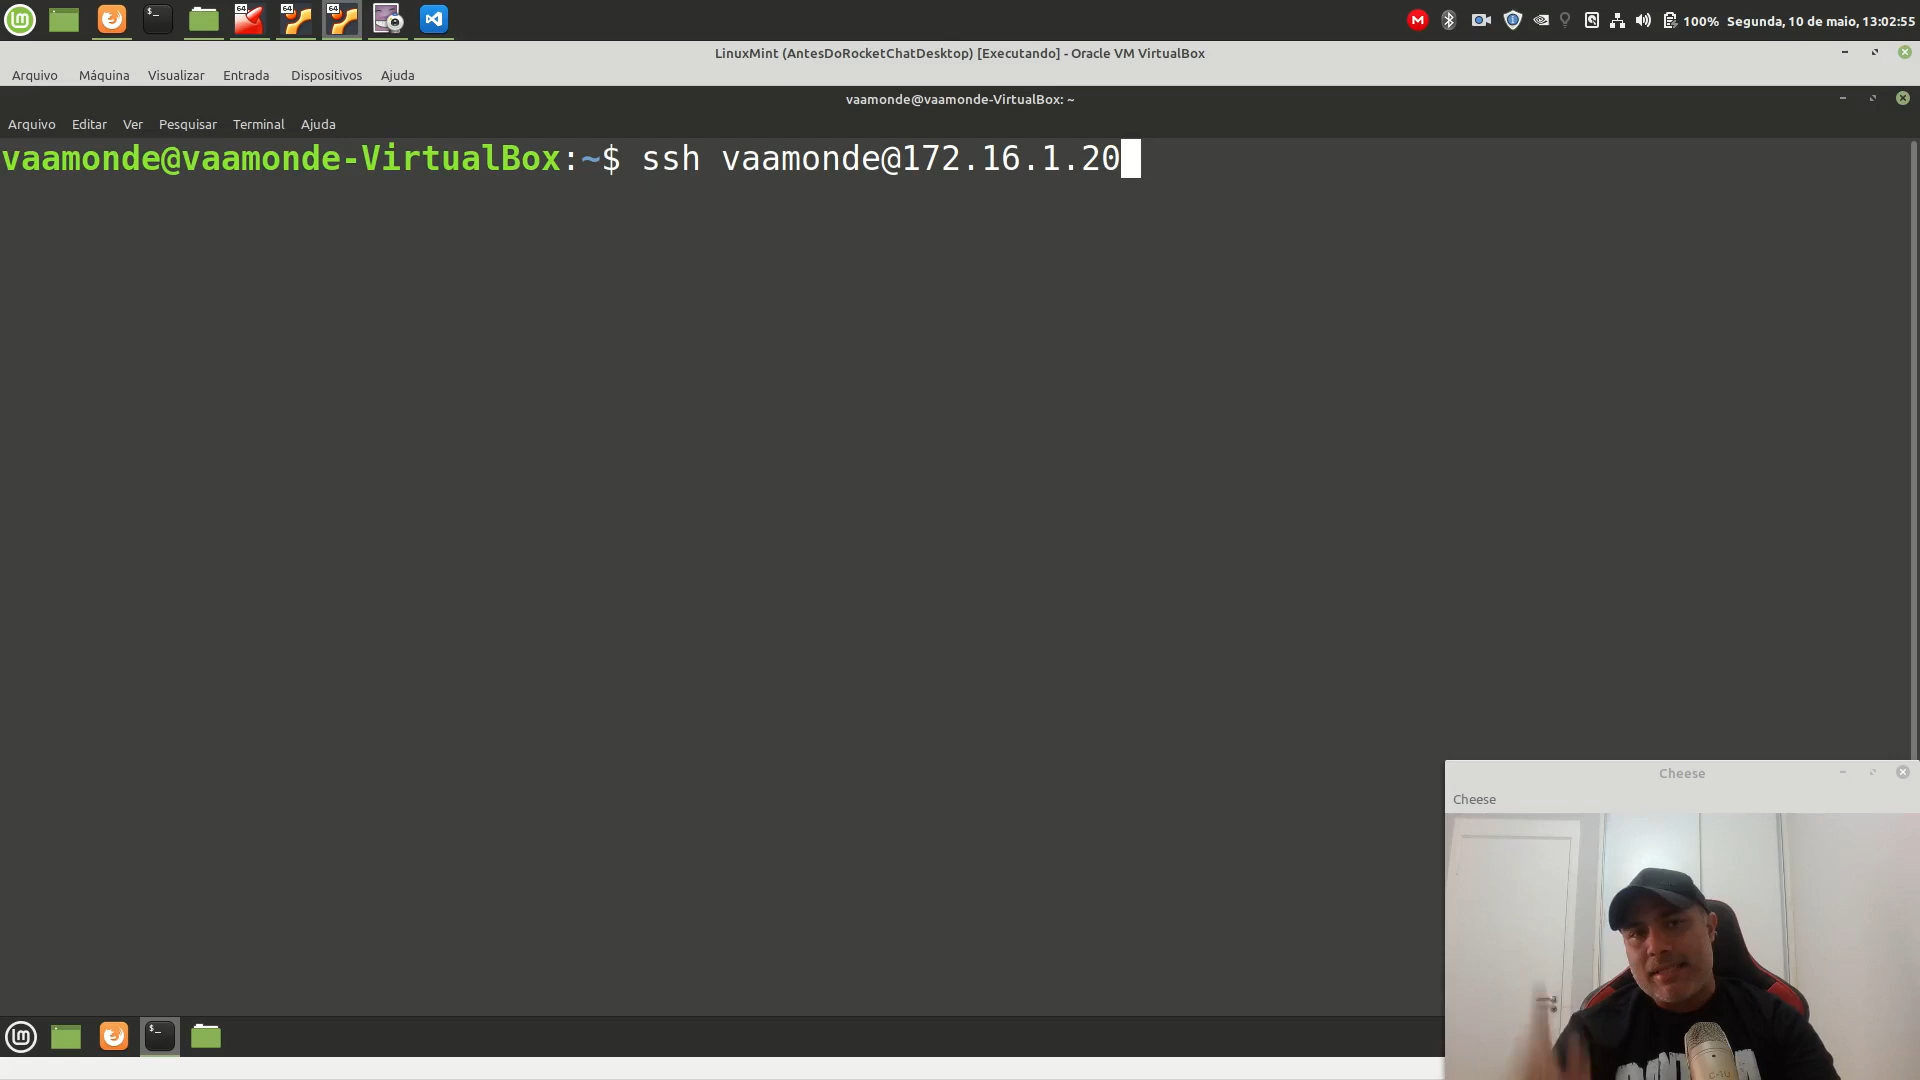 100% Segunda, 10 de maio, 13:02:55
LinuxMint (AntesDoRocketChatDesktop) [Executando] - Oracle VM VirtualBox
Arquivo Máquina Visualizar Entrada Dispositivos Ajuda
vaamonde@vaamonde-VirtualBox: ~
Arquivo Editar Ver Pesquisar Terminal Ajuda
vaamonde@vaamonde-VirtualBox:~$ ssh vaamonde@172.16.1.20
Cheese
Cheese